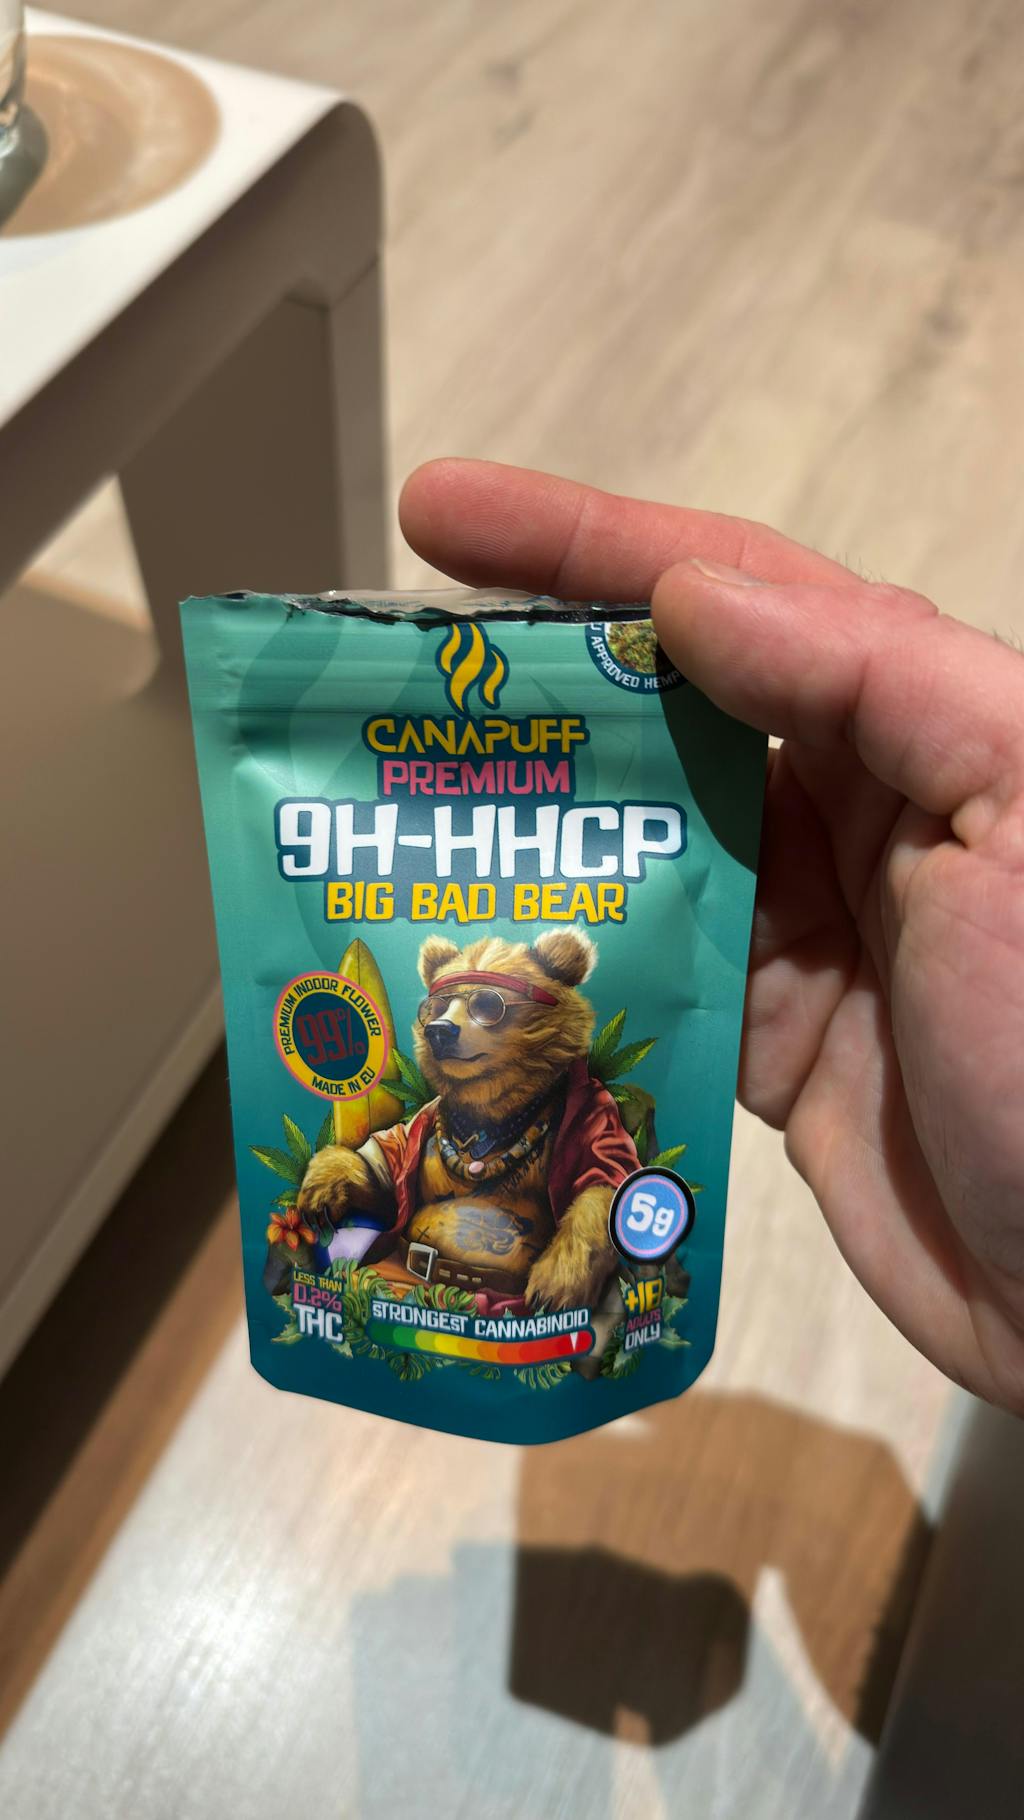 U APPROVED HEMP
CANAPUFF
PREMIUM
9H-HHCP
BIG BAD BEAR
PREMIUM INDOOR FLOWER
99%
MADE IN EU
5g
LESS THAN
0.2%
THC
STRONGEST CANNABINOID
+18
ADULTS
ONLY